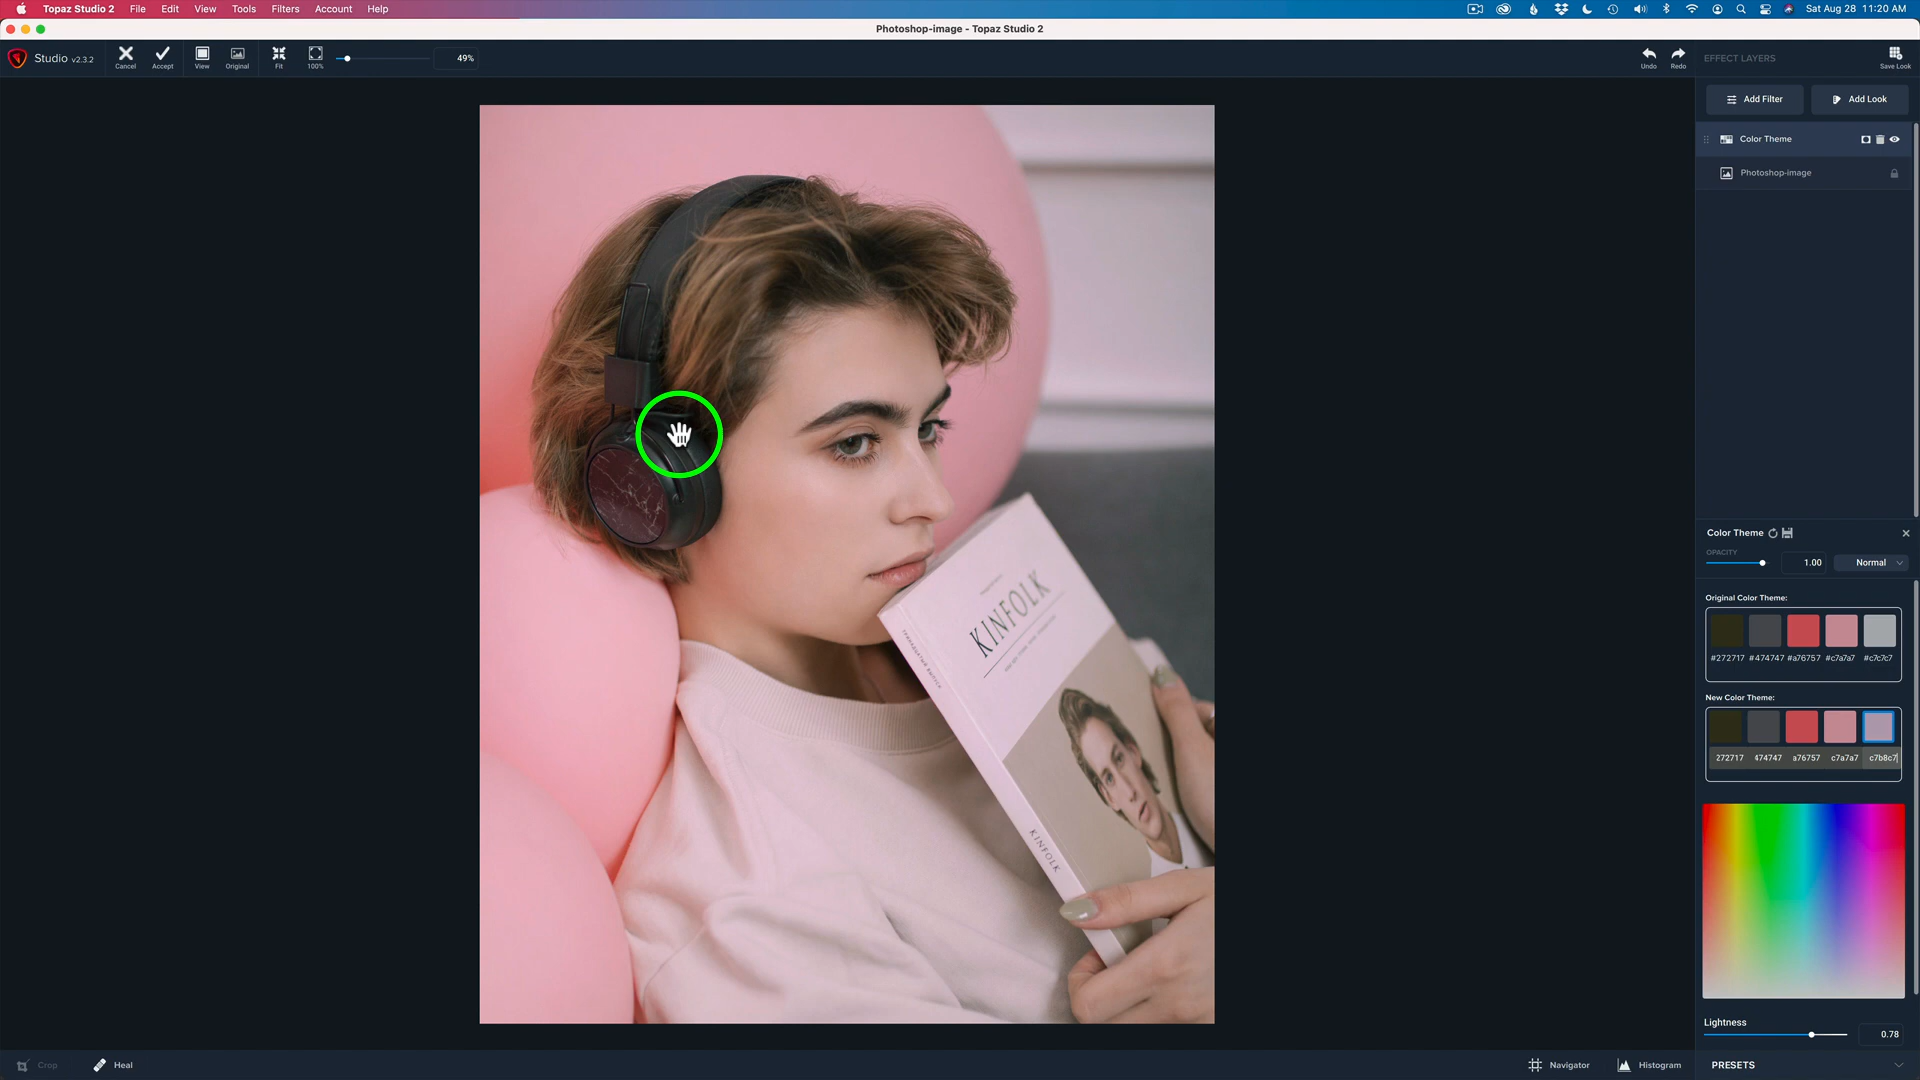 Topaz Studio 2 File Edit View Tools Filters Account Help
Sat Aug 28 11:20 AM
Photoshop-image - Topaz Studio 2
Studio v2.3.2
Cancel Accept View Original Fit 100%
49%
Undo Redo
EFFECT LAYERS
Save Look
Add Filter Add Look
Color Theme
Photoshop-image
KINFOLK
KINFOLK
Color Theme
OPACITY
1.00 Normal
Original Color Theme:
#272717 #474747 #a76757 #c7a7a7 #c7c7c7
New Color Theme:
272717 474747 a76757 c7a7a7 c7b8c7
Lightness
0.78
Crop Heal
Navigator Histogram
PRESETS